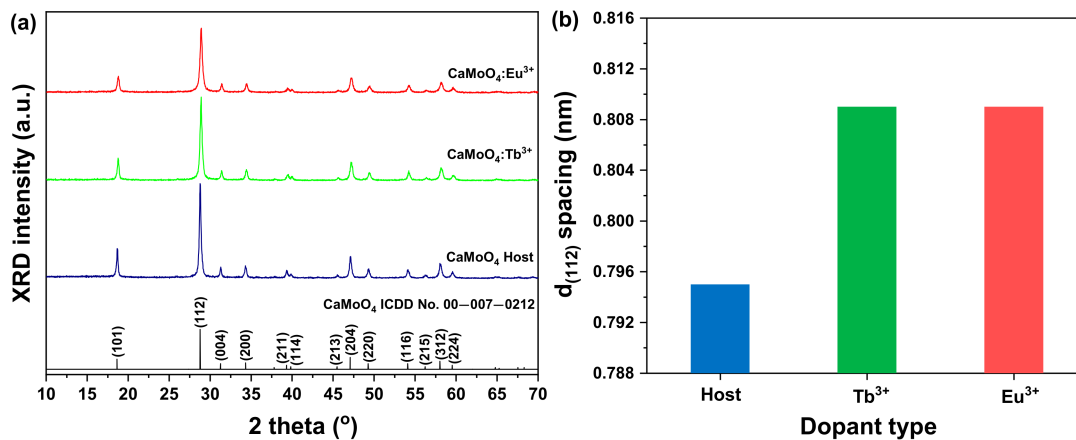 (a)
XRD intensity (a.u.)
CaMoO₄:Eu³⁺
CaMoO₄:Tb³⁺
CaMoO₄ Host
CaMoO₄ ICDD No. 00—007—0212
(101)
(112)
(004)
(200)
(211)
(114)
(213)
(204)
(220)
(116)
(215)
(312)
(224)
10 15 20 25 30 35 40 45 50 55 60 65 70
2 theta (°)
(b)
d₍₁₁₂₎ spacing (nm)
0.816
0.812
0.808
0.804
0.800
0.796
0.792
0.788
Host Tb³⁺ Eu³⁺
Dopant type